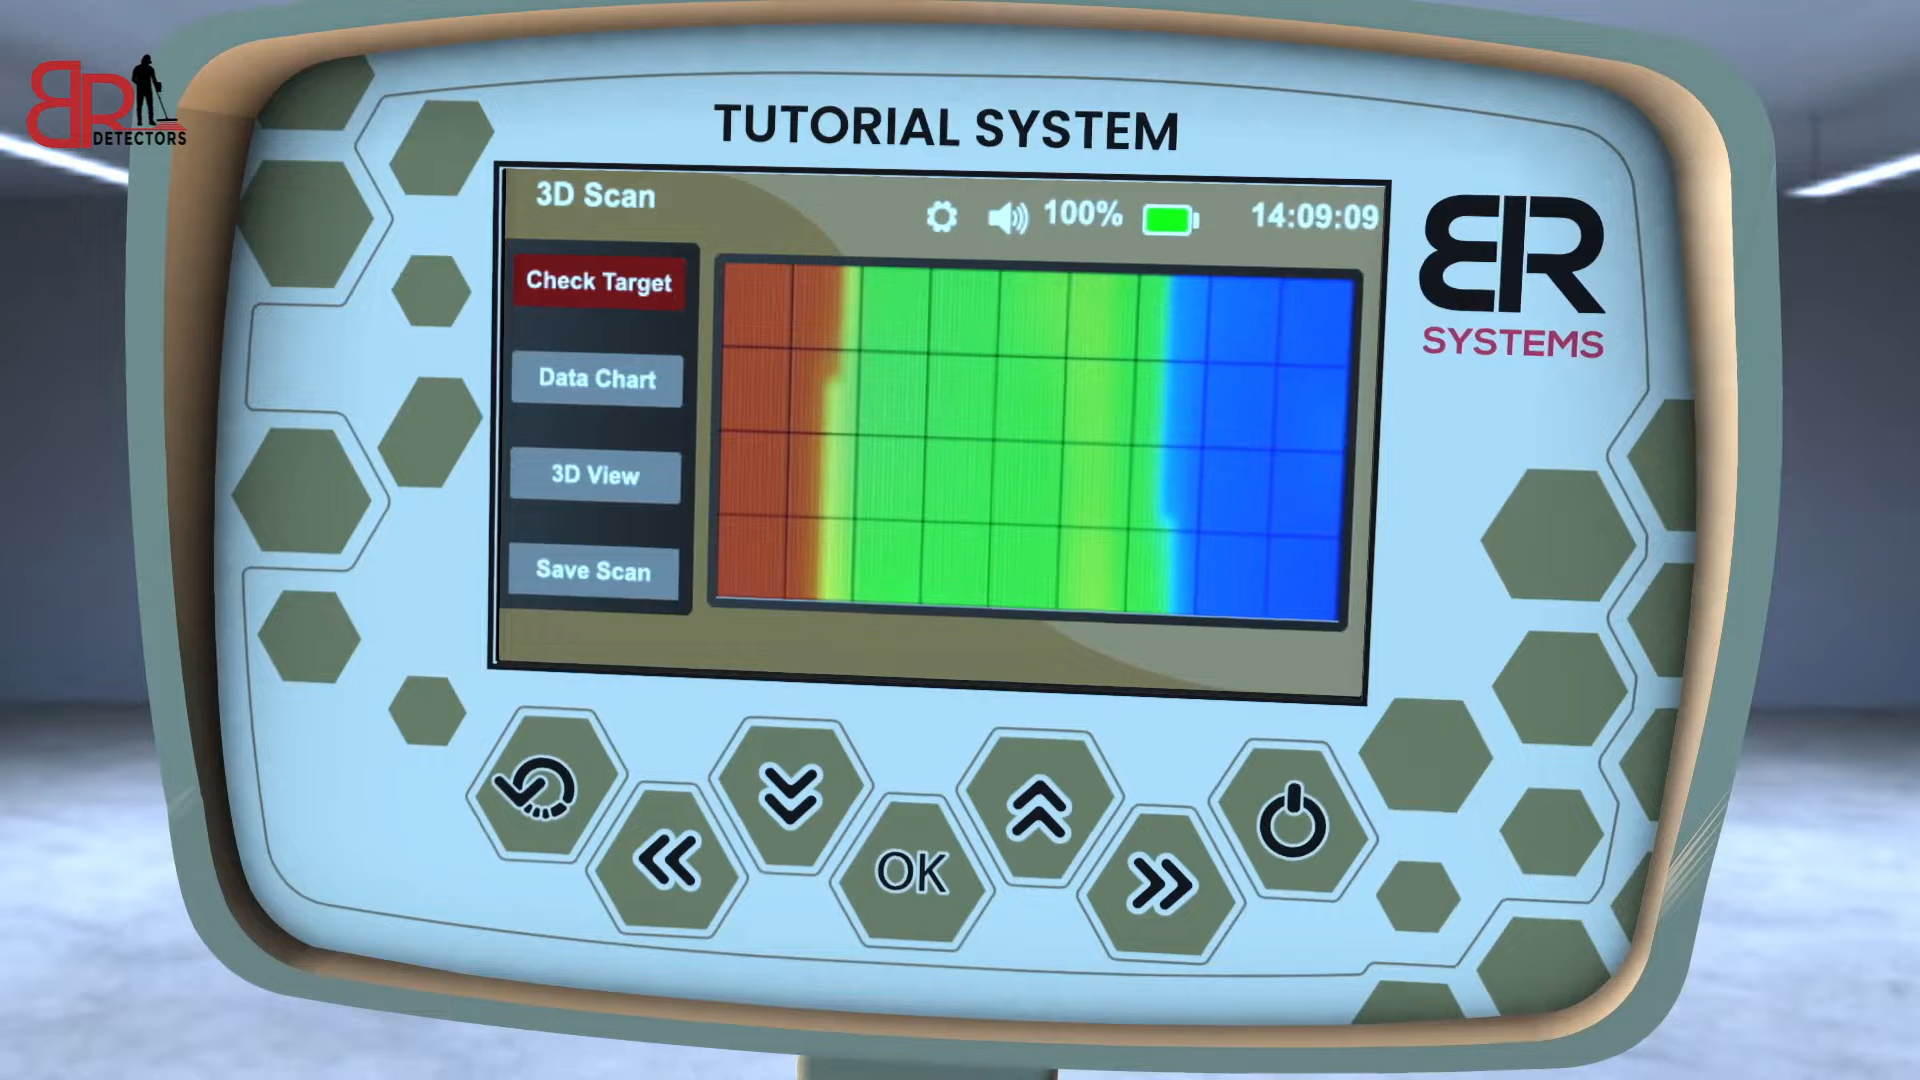 BR
DETECTORS
TUTORIAL SYSTEM
3D Scan
100%
14:09:09
Check Target
Data Chart
3D View
Save Scan
BR
SYSTEMS
OK